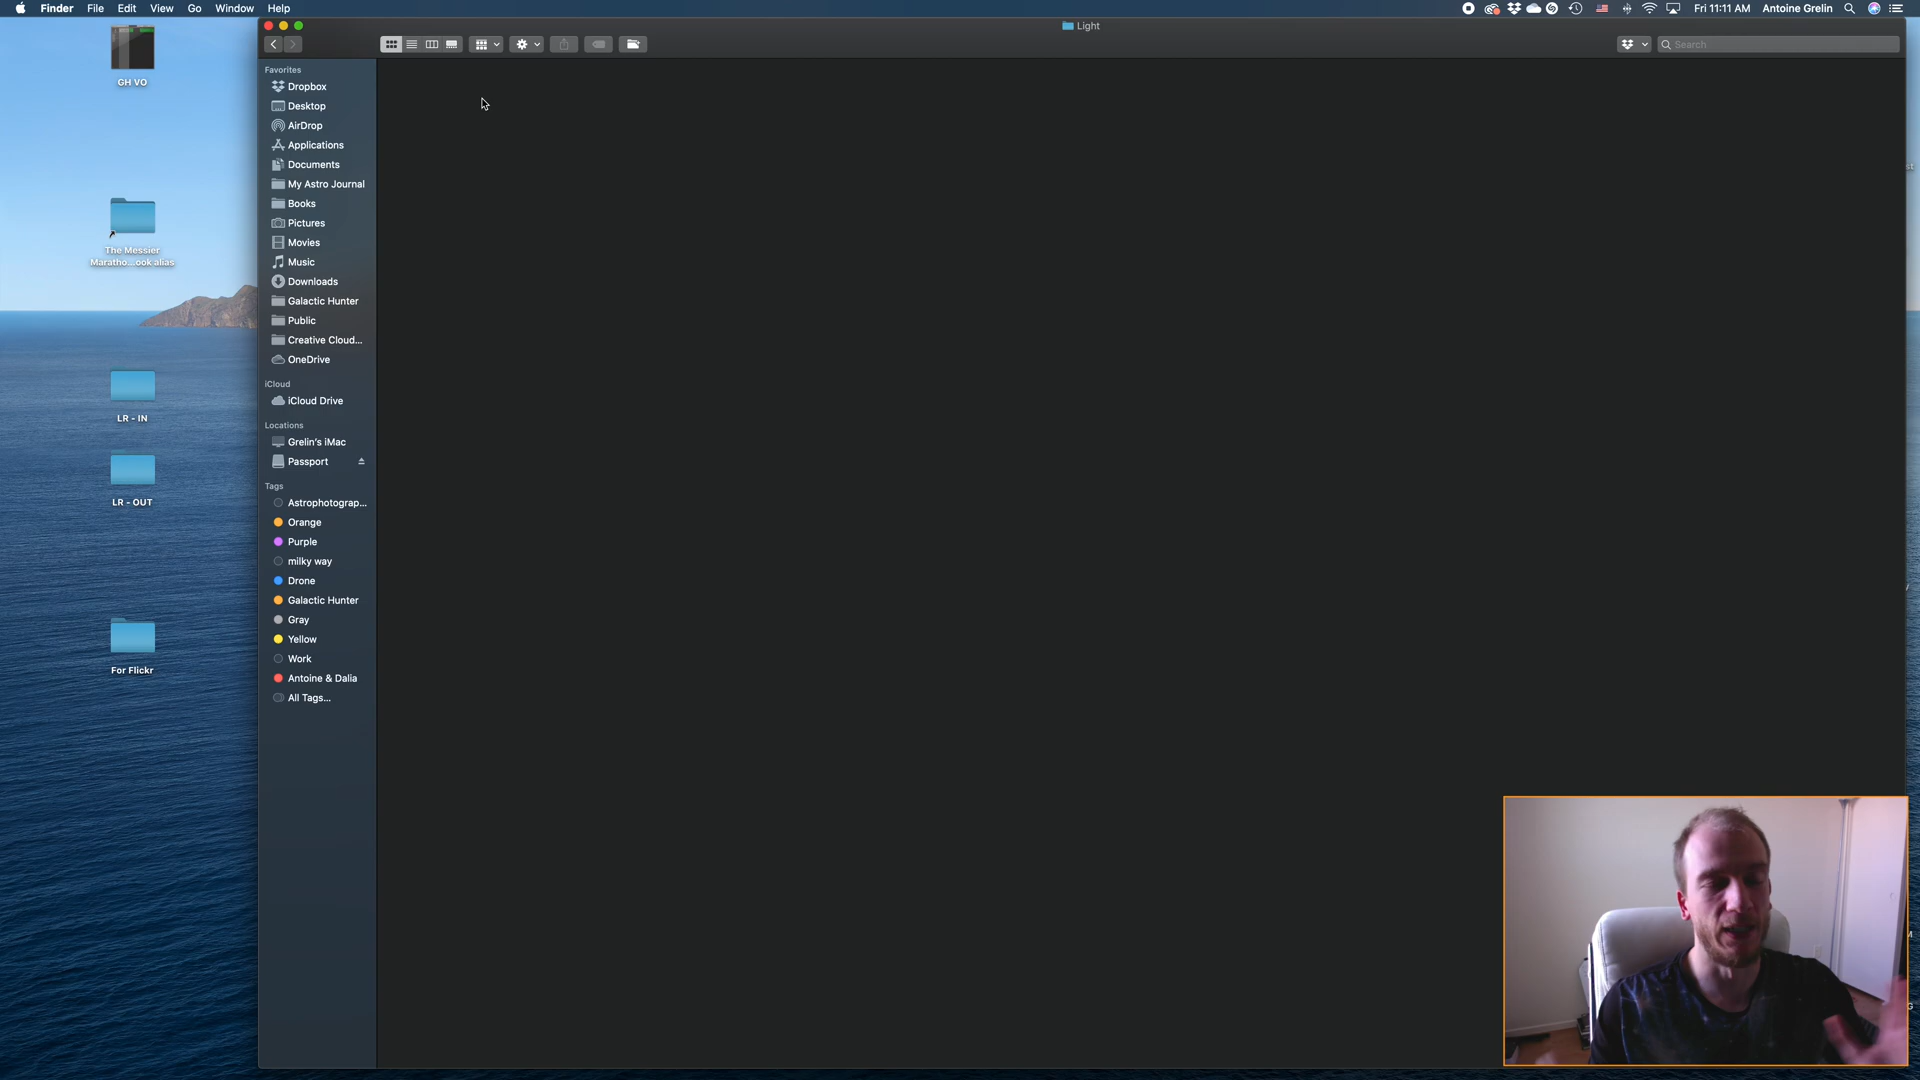 Finder File Edit View Go Window Help
Fri 11:11 AM Antoine Grelin
Light
Search
GH VO
The Messier
Maratho...ook alias
LR - IN
LR - OUT
For Flickr
Favorites
Dropbox
Desktop
AirDrop
Applications
Documents
My Astro Journal
Books
Pictures
Movies
Music
Downloads
Galactic Hunter
Public
Creative Cloud...
OneDrive
iCloud
iCloud Drive
Locations
Grelin's iMac
Passport
Tags
Astrophotograp...
Orange
Purple
milky way
Drone
Galactic Hunter
Gray
Yellow
Work
Antoine & Dalia
All Tags...